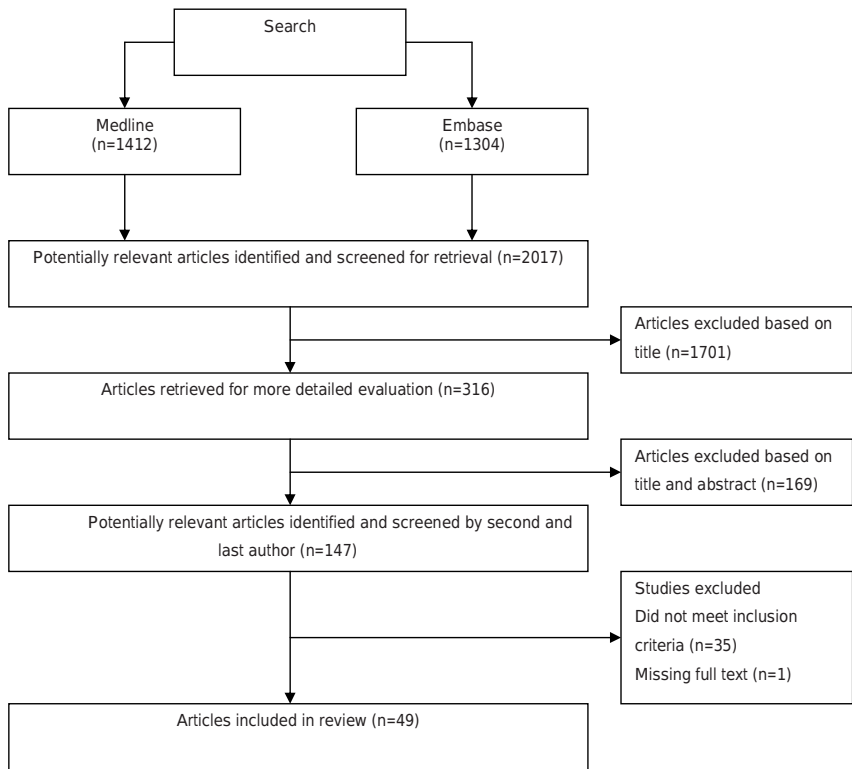 Search
Medline
(n=1412)
Embase
(n=1304)
Potentially relevant articles identified and screened for retrieval (n=2017)
Articles excluded based on
title (n=1701)
Articles retrieved for more detailed evaluation (n=316)
Articles excluded based on
title and abstract (n=169)
Potentially relevant articles identified and screened by second and
last author (n=147)
Studies excluded
Did not meet inclusion
criteria (n=35)
Missing full text (n=1)
Articles included in review (n=49)